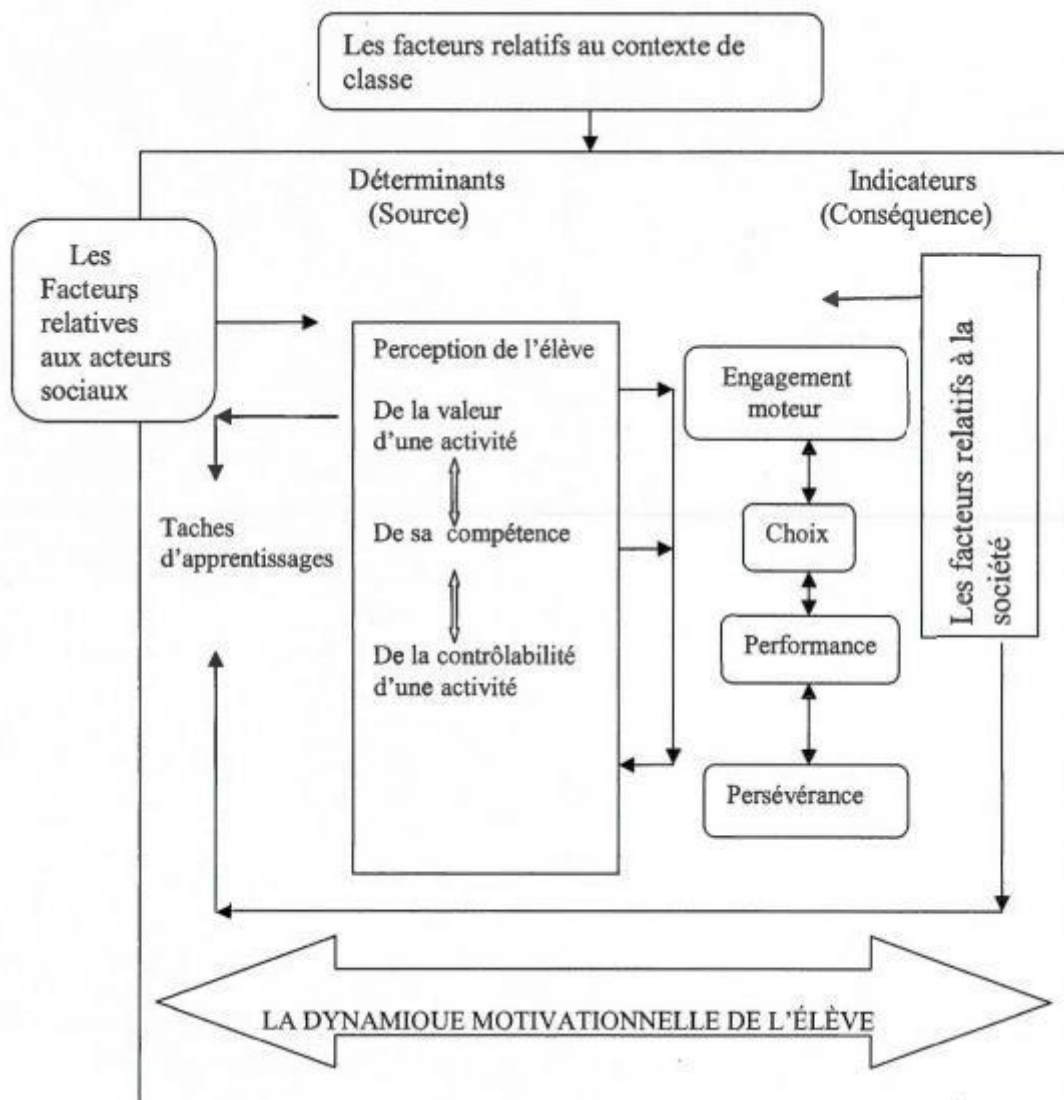 Les facteurs relatifs au contexte de
classe
Déterminants
(Source)
Indicateurs
(Conséquence)
Les
Facteurs
relatives
aux acteurs
sociaux
Perception de l'élève
De la valeur
d'une activité
De sa compétence
De la contrôlabilité
d'une activité
Taches
d'apprentissages
Engagement
moteur
Choix
Performance
Persévérance
Les facteurs relatifs à la
société
LA DYNAMIQUE MOTIVATIONNELLE DE L'ÉLÈVE